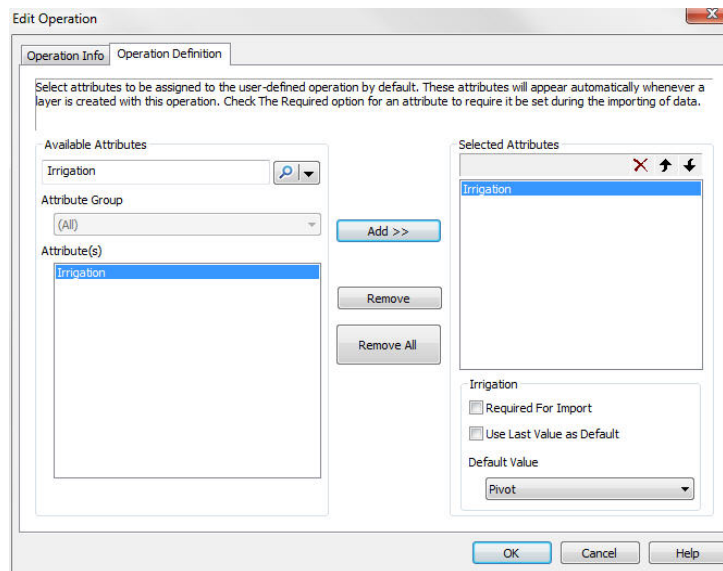 Edit Operation
Operation Info
Operation Definition
Select attributes to be assigned to the user-defined operation by default. These attributes will appear automatically whenever a
layer is created with this operation. Check The Required option for an attribute to require it be set during the importing of data.
Available Attributes
Irrigation
Attribute Group
(All)
Attribute(s)
Irrigation
Add >>
Remove
Remove All
Selected Attributes
Irrigation
Irrigation
Required For Import
Use Last Value as Default
Default Value
Pivot
OK
Cancel
Help